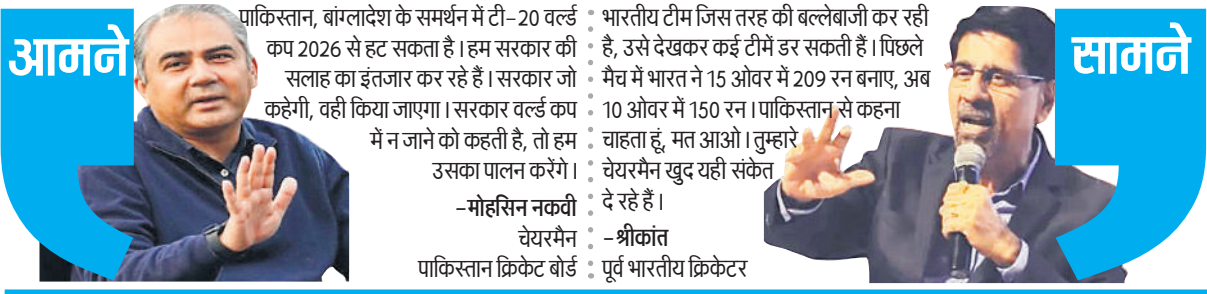 आमने
पाकिस्तान, बांग्लादेश के समर्थन में टी-20 वर्ल्ड
कप 2026 से हट सकता है। हम सरकार की
सलाह का इंतजार कर रहे हैं। सरकार जो
कहेगी, वही किया जाएगा। सरकार वर्ल्ड कप
में न जाने को कहती है, तो हम
उसका पालन करेंगे।
-मोहसिन नकवी
चेयरमैन
पाकिस्तान क्रिकेट बोर्ड
भारतीय टीम जिस तरह की बल्लेबाजी कर रही
है, उसे देखकर कई टीमें डर सकती हैं। पिछले
मैच में भारत ने 15 ओवर में 209 रन बनाए, अब
10 ओवर में 150 रन। पाकिस्तान से कहना
चाहता हूं, मत आओ। तुम्हारे
चेयरमैन खुद यही संकेत
दे रहे हैं।
-श्रीकांत
पूर्व भारतीय क्रिकेटर
सामने